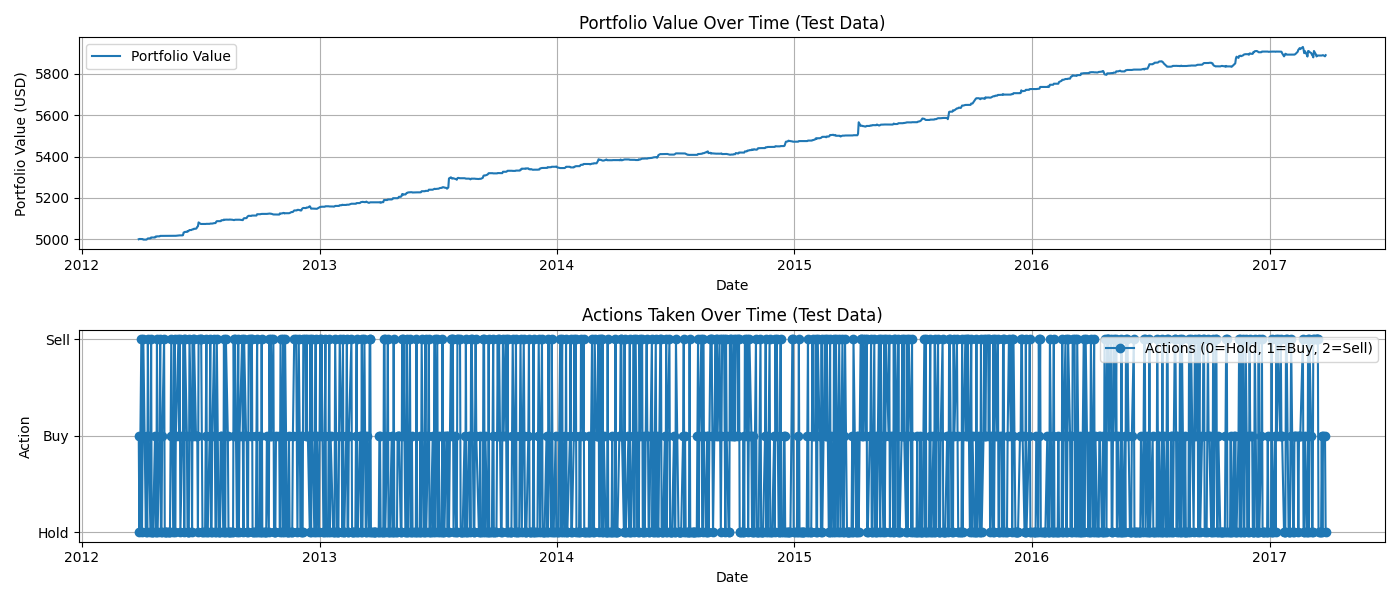 Portfolio Value Over Time (Test Data)
Portfolio Value
Portfolio Value (USD)
5800
5600
5400
5200
5000
2012 2013 2014 2015 2016 2017
Date
Actions Taken Over Time (Test Data)
Actions (0=Hold, 1=Buy, 2=Sell)
Action
Sell
Buy
Hold
2012 2013 2014 2015 2016 2017
Date